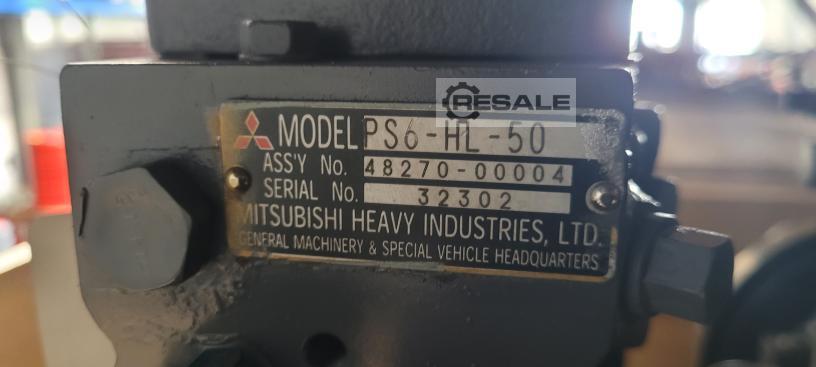 RESALE
MODEL PS6-HL-50
ASS'Y No. 48270-00004
SERIAL No. 32302
MITSUBISHI HEAVY INDUSTRIES, LTD.
GENERAL MACHINERY & SPECIAL VEHICLE HEADQUARTERS